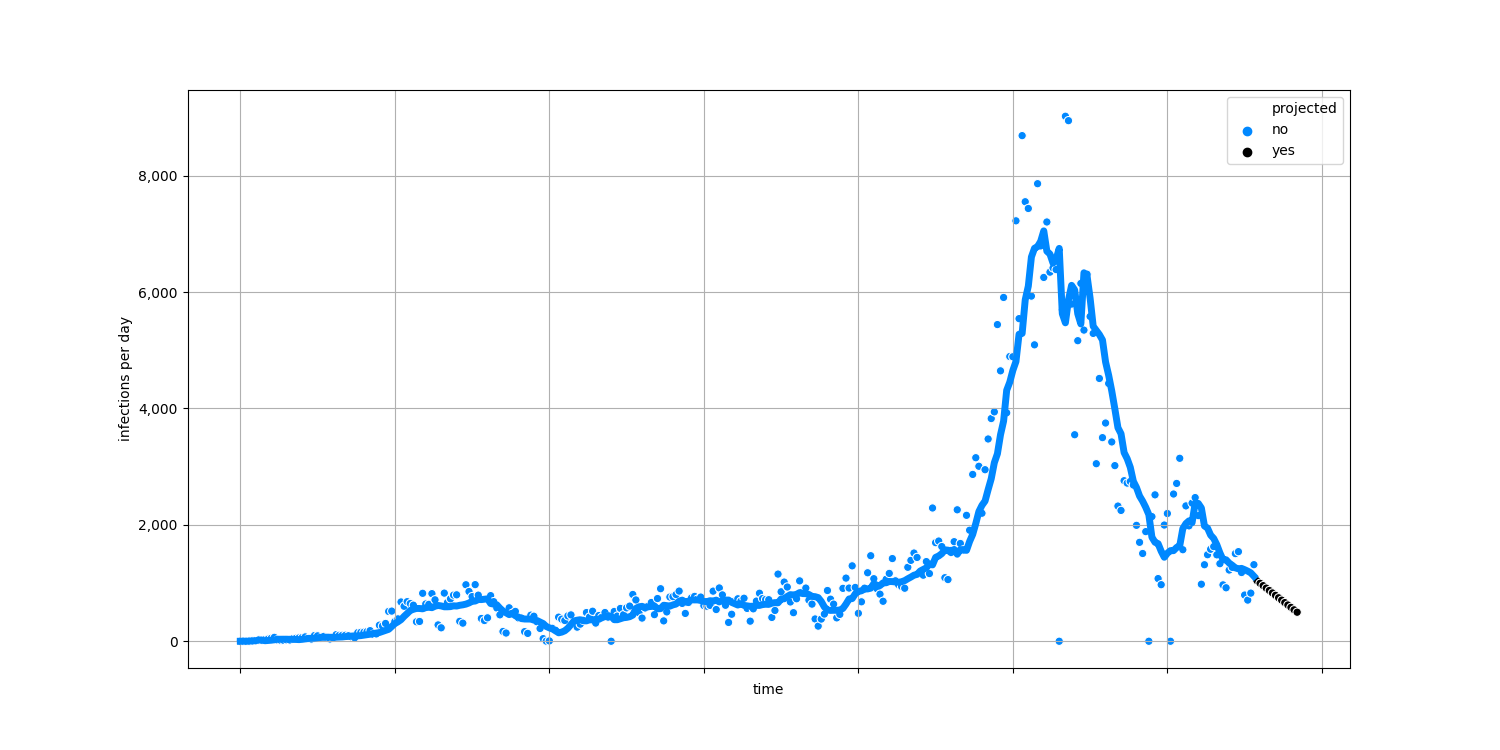 projected
no
yes
8,000
6,000
4,000
2,000
0
infections per day
time